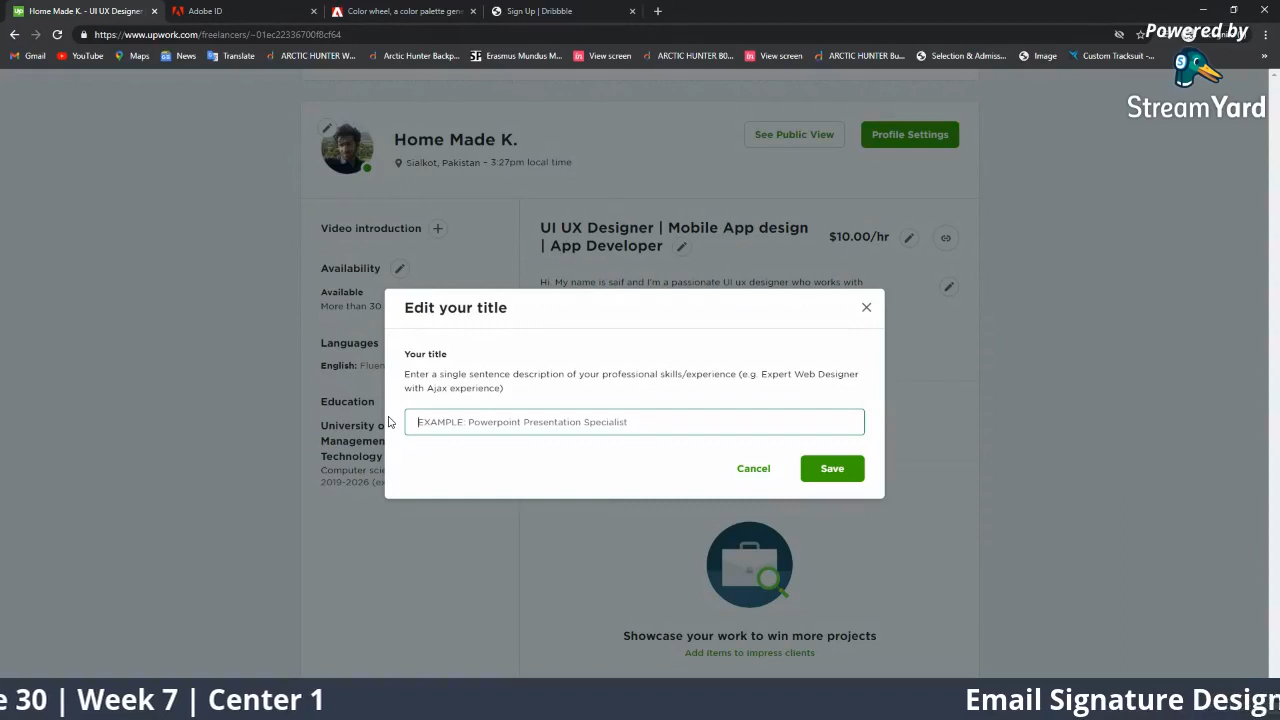 Home Made K. - UI UX Designer
Adobe ID
Color wheel, a color palette gene
Sign Up | Dribbble
https://www.upwork.com/freelancers/~01ec22336700f8cf64
Powered by
Gmail
YouTube
Maps
News
Translate
ARCTIC HUNTER W...
Arctic Hunter Backp...
Erasmus Mundus M...
View screen
ARCTIC HUNTER 80...
View screen
ARCTIC HUNTER Bu...
Selection & Admiss...
Image
Custom Tracksuit -...
StreamYard
Home Made K.
Sialkot, Pakistan – 3:27pm local time
See Public View
Profile Settings
Video introduction
UI UX Designer | Mobile App design
| App Developer
$10.00/hr
Availability
Available
More than 30
Hi. My name is saif and I'm a passionate UI ux designer who works with
Languages
English: Fluen
Education
University o
Management
Technology
Computer scie
2019-2026 (ex
Edit your title
Your title
Enter a single sentence description of your professional skills/experience (e.g. Expert Web Designer
with Ajax experience)
EXAMPLE: Powerpoint Presentation Specialist
Cancel
Save
Showcase your work to win more projects
Add items to impress clients
e 30 | Week 7 | Center 1
Email Signature Design